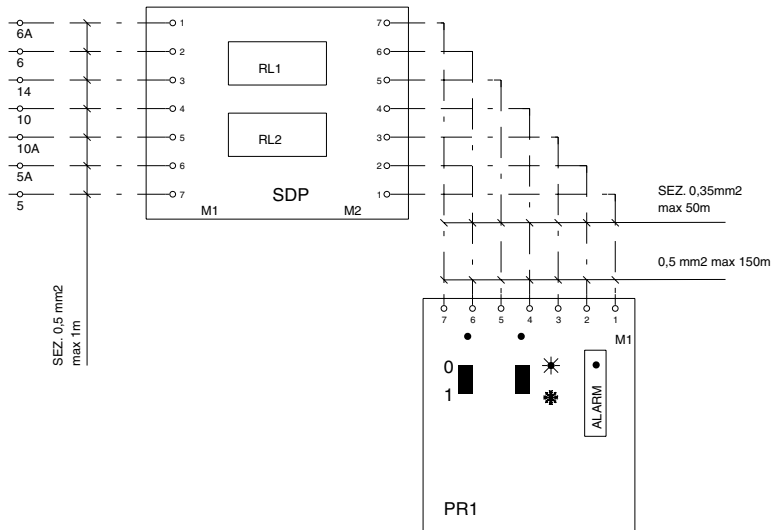 6A
6
14
10
10A
5A
5
SEZ. 0,5 mm2
max 1m
1
2
3
4
5
6
7
M1
RL1
RL2
SDP
M2
7
6
5
4
3
2
1
SEZ. 0,35mm2
max 50m
0,5 mm2 max 150m
7 6 5 4 3 2 1
M1
0
1
ALARM
PR1